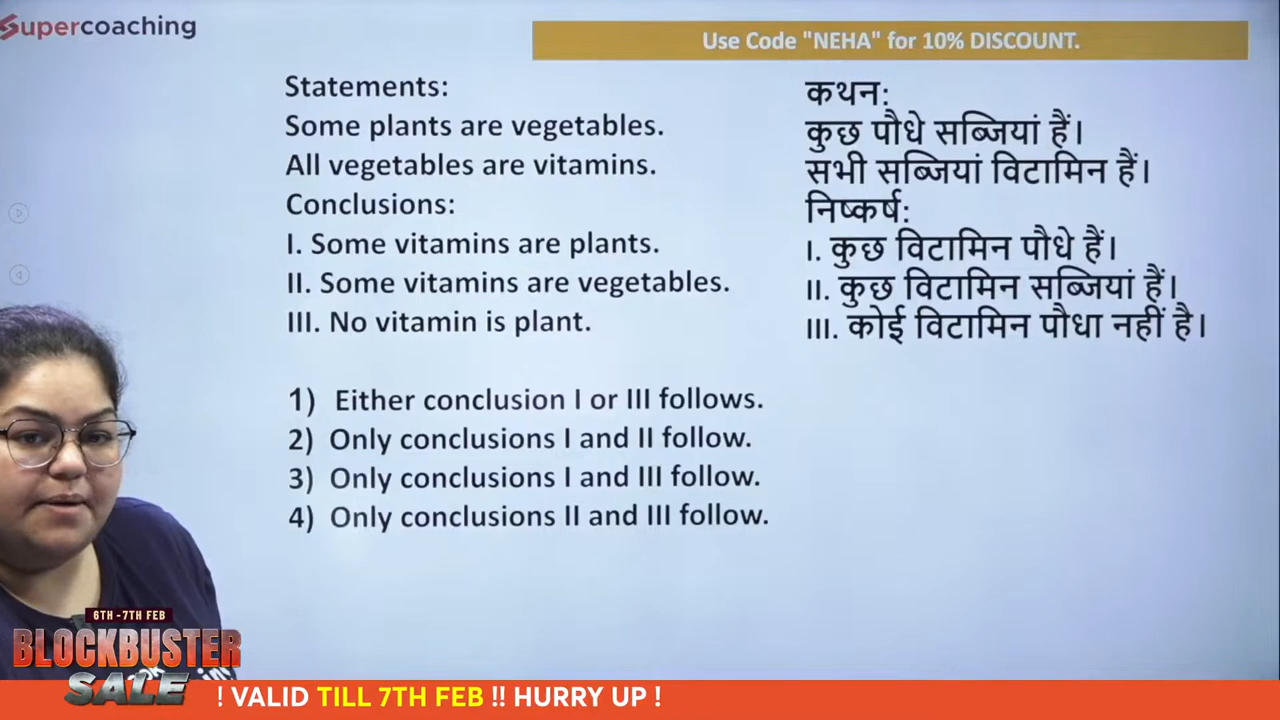 Supercoaching
Use Code "NEHA" for 10% DISCOUNT.
Statements:
Some plants are vegetables.
All vegetables are vitamins.
Conclusions:
I. Some vitamins are plants.
II. Some vitamins are vegetables.
III. No vitamin is plant.
कथन:
कुछ पौधे सब्जियां हैं।
सभी सब्जियां विटामिन हैं।
निष्कर्ष:
I. कुछ विटामिन पौधे हैं।
II. कुछ विटामिन सब्जियां हैं।
III. कोई विटामिन पौधा नहीं है।
1) Either conclusion I or III follows.
2) Only conclusions I and II follow.
3) Only conclusions I and III follow.
4) Only conclusions II and III follow.
6TH -7TH FEB
BLOCKBUSTER
SALE
! VALID TILL 7TH FEB !! HURRY UP !